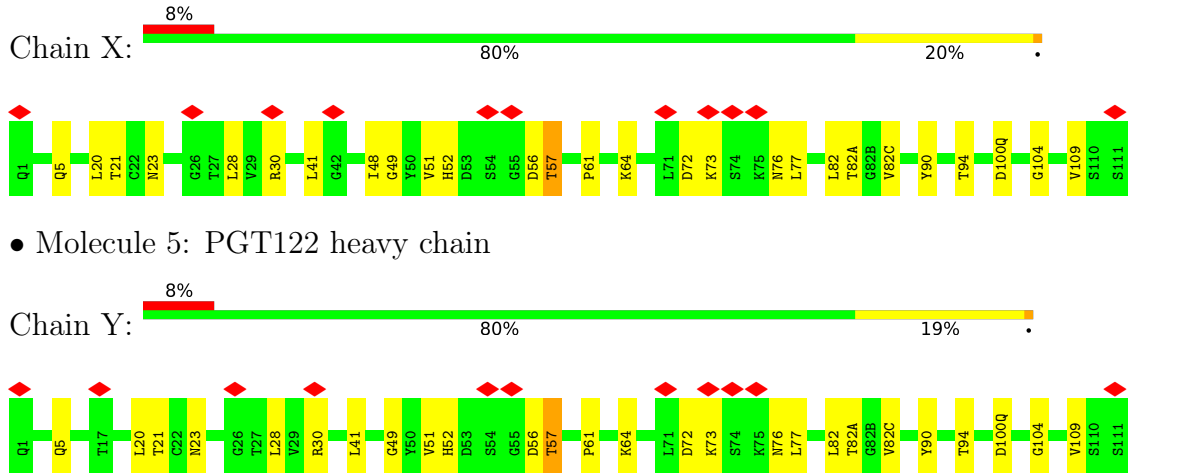 8%
Chain X:
80% 20% •
Q1 Q5 L20 T21 C22 N23 G26 T27 L28 V29 R30 L41 G42 I48 G49 Y50 V51 H52 D53 S54 G55 D56 T57 P61 K64 L71 D72 K73 S74 K75 N76 L77 L82 T82A G82B V82C Y90 T94 D100Q G104 V109 S110 S111
• Molecule 5: PGT122 heavy chain
8%
Chain Y:
80% 19% •
Q1 Q5 T17 L20 T21 C22 N23 G26 T27 L28 V29 R30 L41 G49 Y50 V51 H52 D53 S54 G55 D56 T57 P61 K64 L71 D72 K73 S74 K75 N76 L77 L82 T82A G82B V82C Y90 T94 D100Q G104 V109 S110 S111